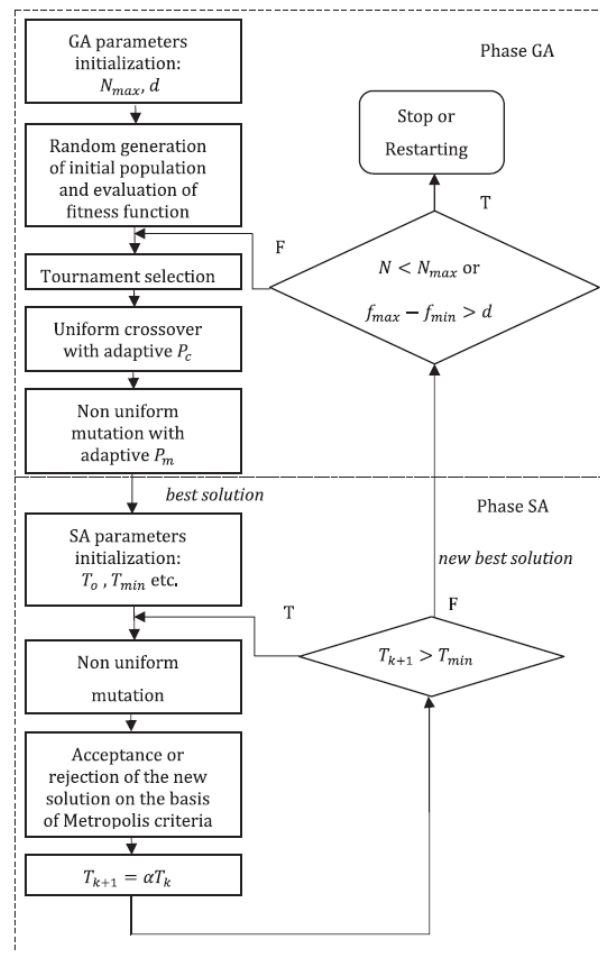 GA parameters
initialization:
N_max, d
Phase GA
Random generation
of initial population
and evaluation of
fitness function
Stop or
Restarting
T
F
N < N_max or
f_max − f_min > d
Tournament selection
Uniform crossover
with adaptive P_c
Non uniform
mutation with
adaptive P_m
best solution
Phase SA
SA parameters
initialization:
T_o , T_min etc.
new best solution
F
T
T_{k+1} > T_min
Non uniform
mutation
Acceptance or
rejection of the new
solution on the basis
of Metropolis criteria
T_{k+1} = αT_k